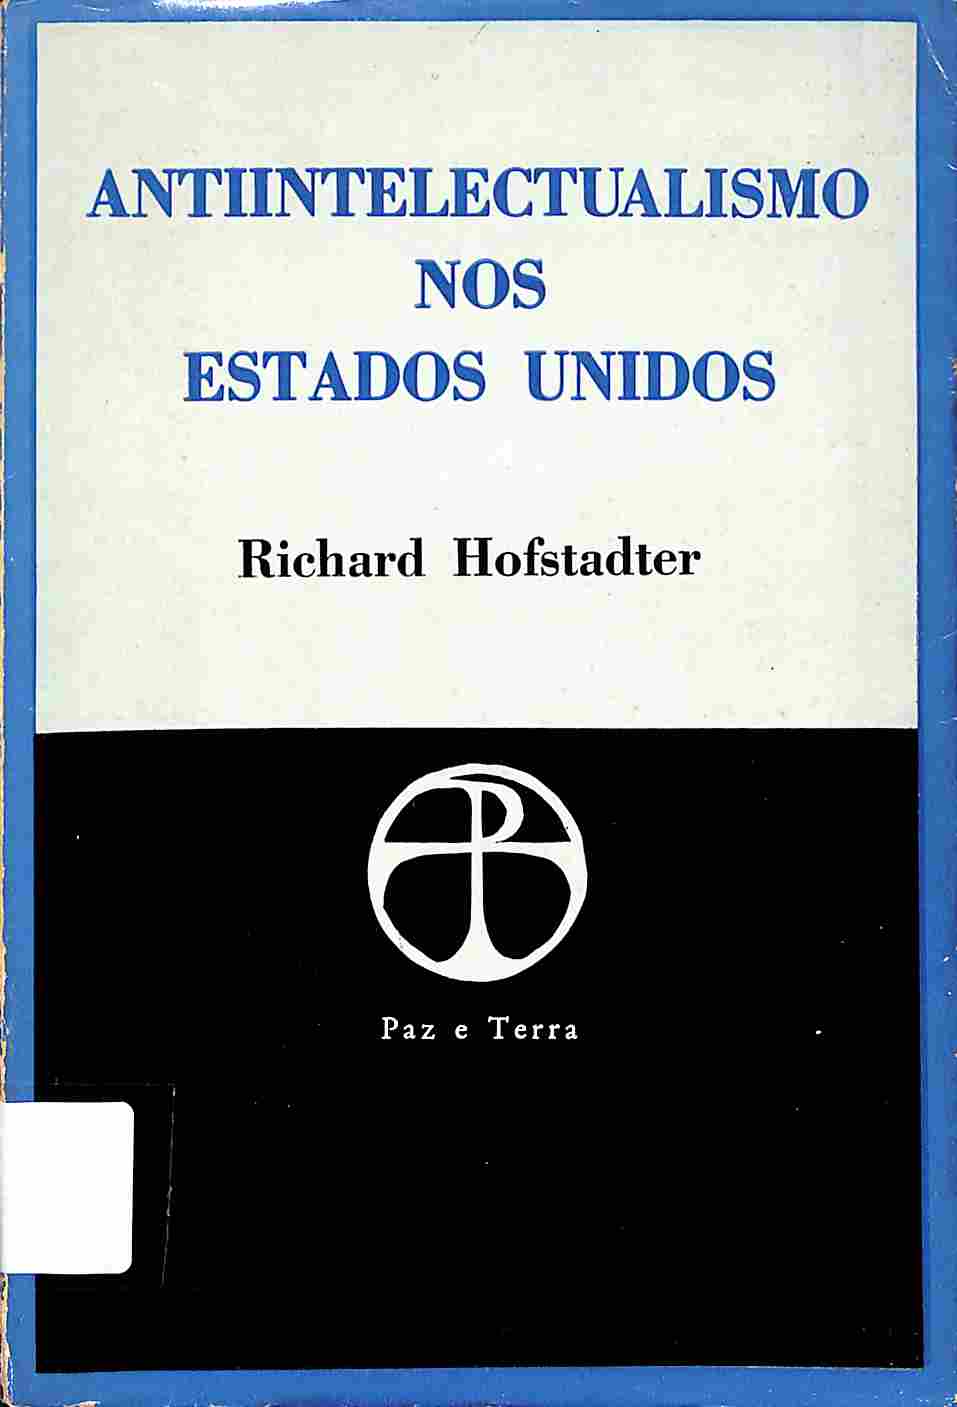 ANTIINTELECTUALISMO
NOS
ESTADOS UNIDOS
Richard Hofstadter
Paz e Terra